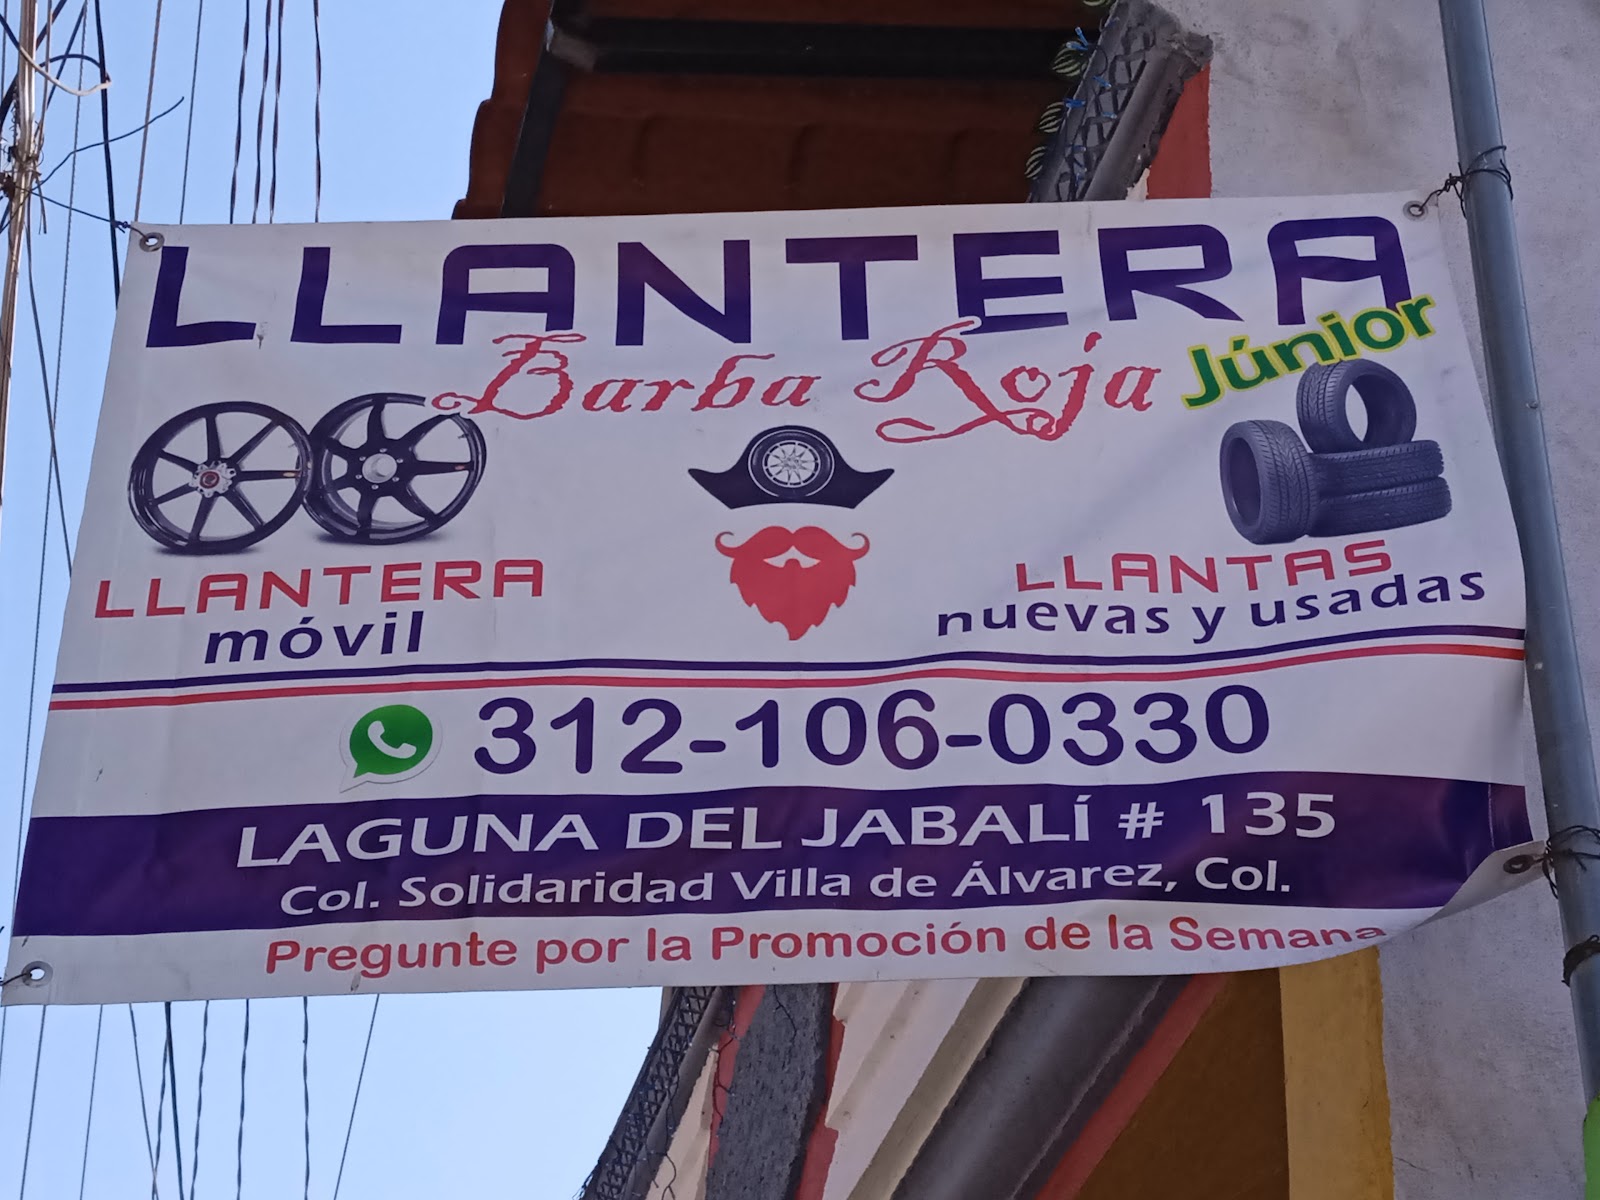 LLANTERA
Barba Roja Júnior
LLANTERA
móvil
LLANTAS
nuevas y usadas
312-106-0330
LAGUNA DEL JABALÍ # 135
Col. Solidaridad Villa de Álvarez, Col.
Pregunte por la Promoción de la Semana